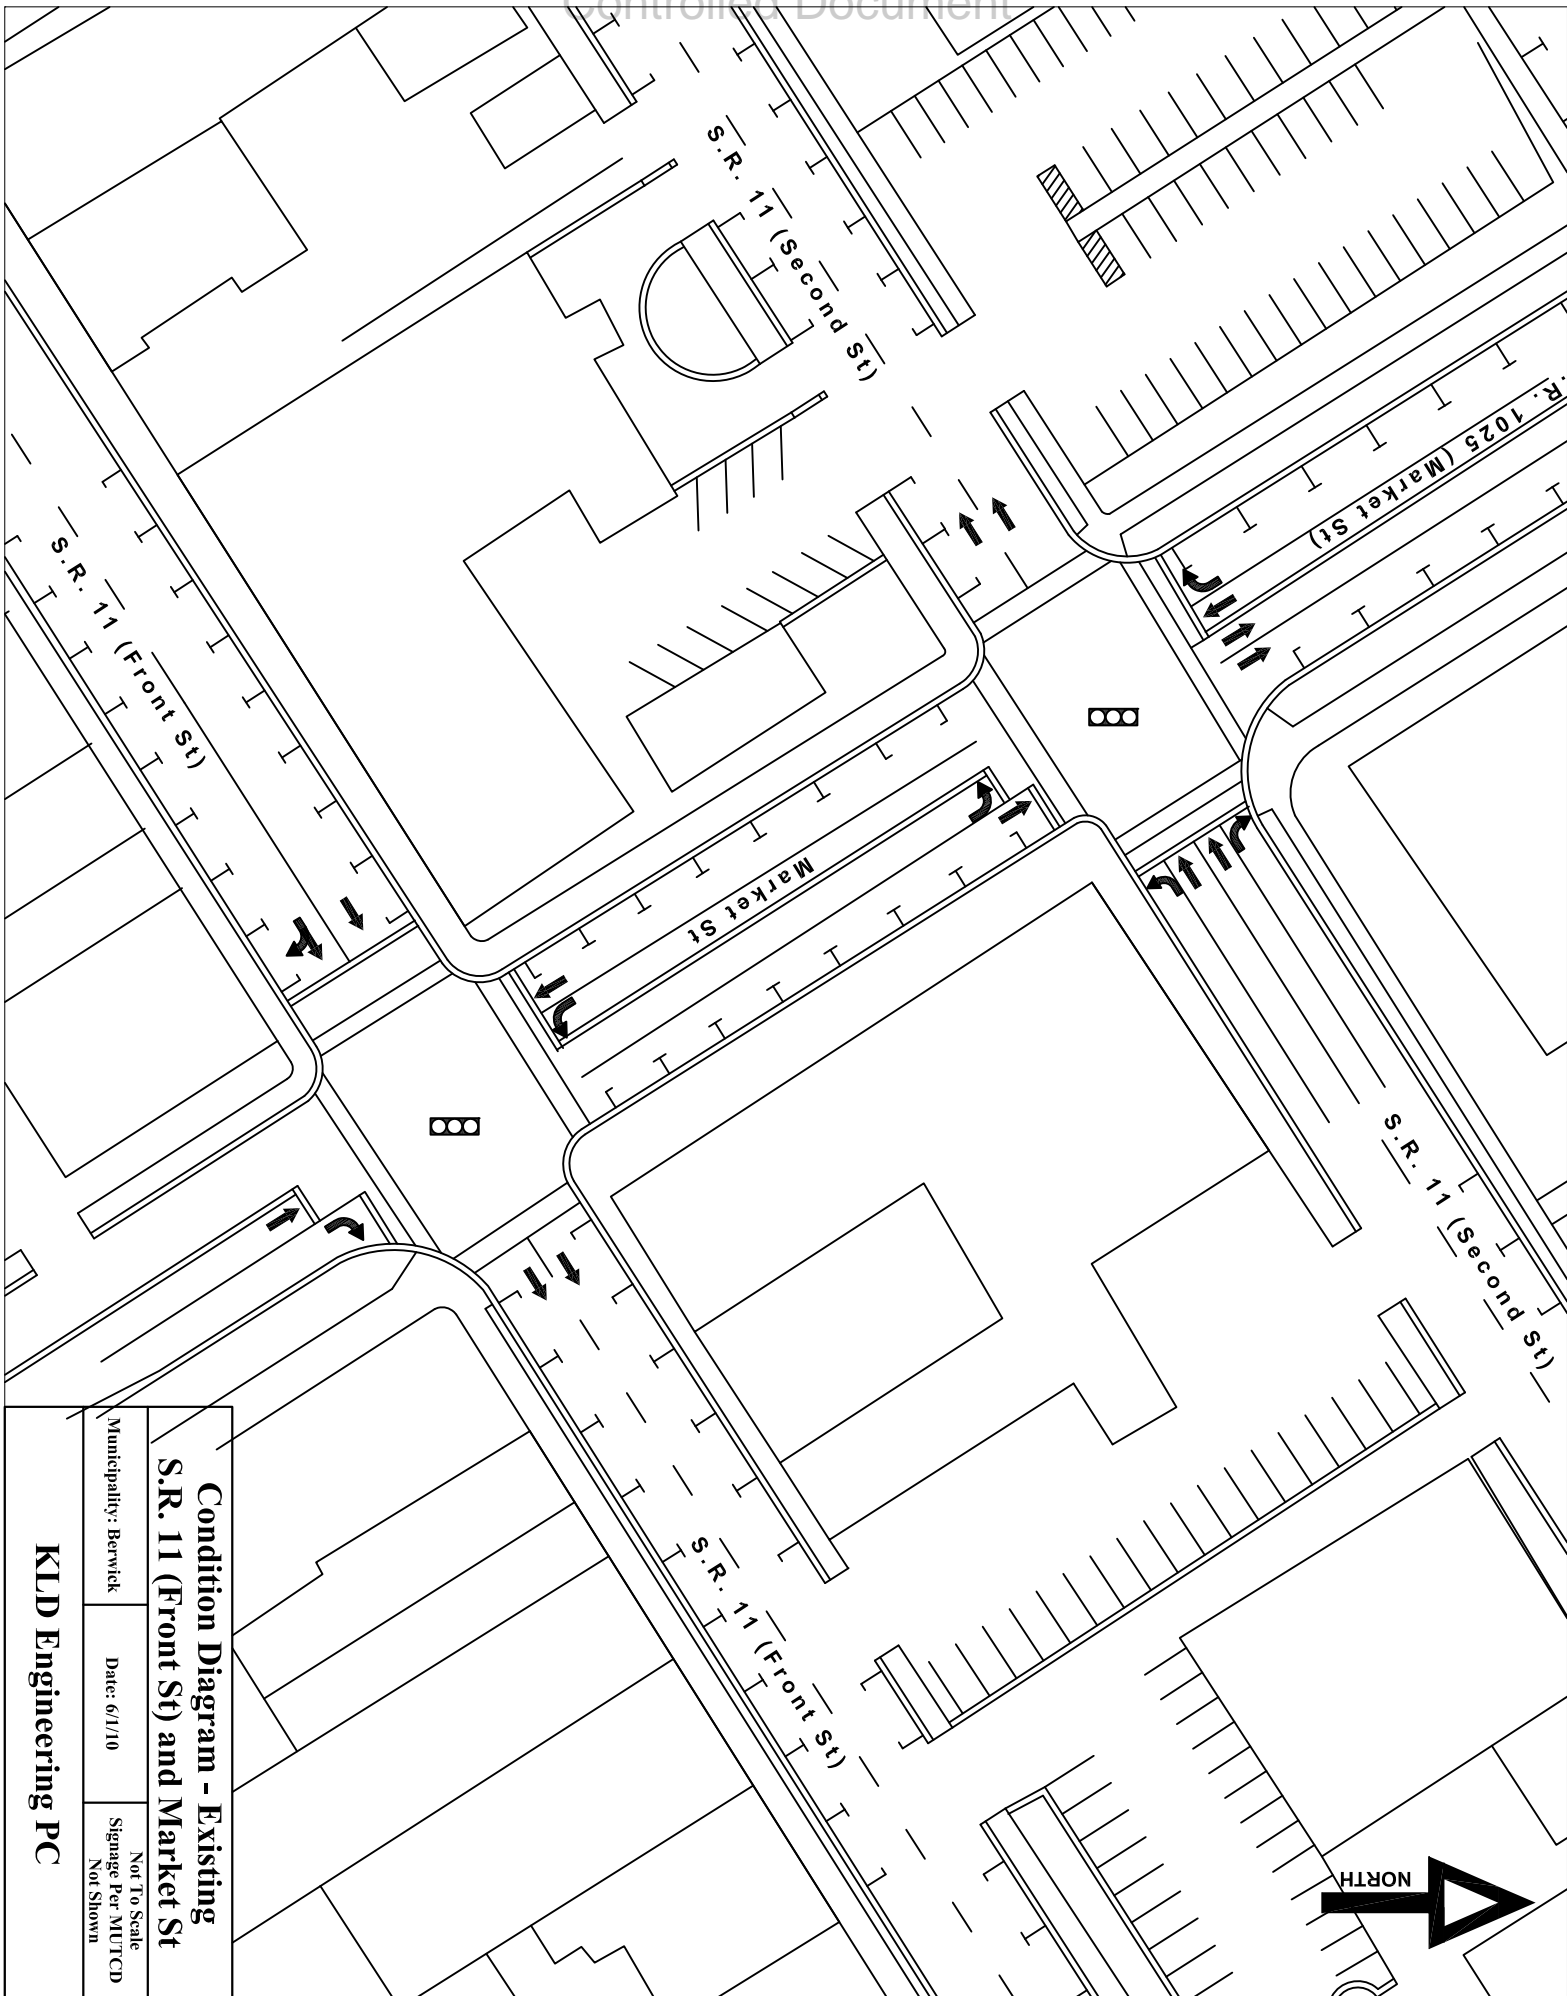 Controlled Document
S.R. 11 (Second St)
R. 1025 (Market St)
S.R. 11 (Front St)
Market St
S.R. 11 (Second St)
S.R. 11 (Front St)
NORTH
Condition Diagram - Existing
S.R. 11 (Front St) and Market St
Municipality: Berwick
Date: 6/1/10
Not To Scale
Signage Per MUTCD
Not Shown
KLD Engineering PC